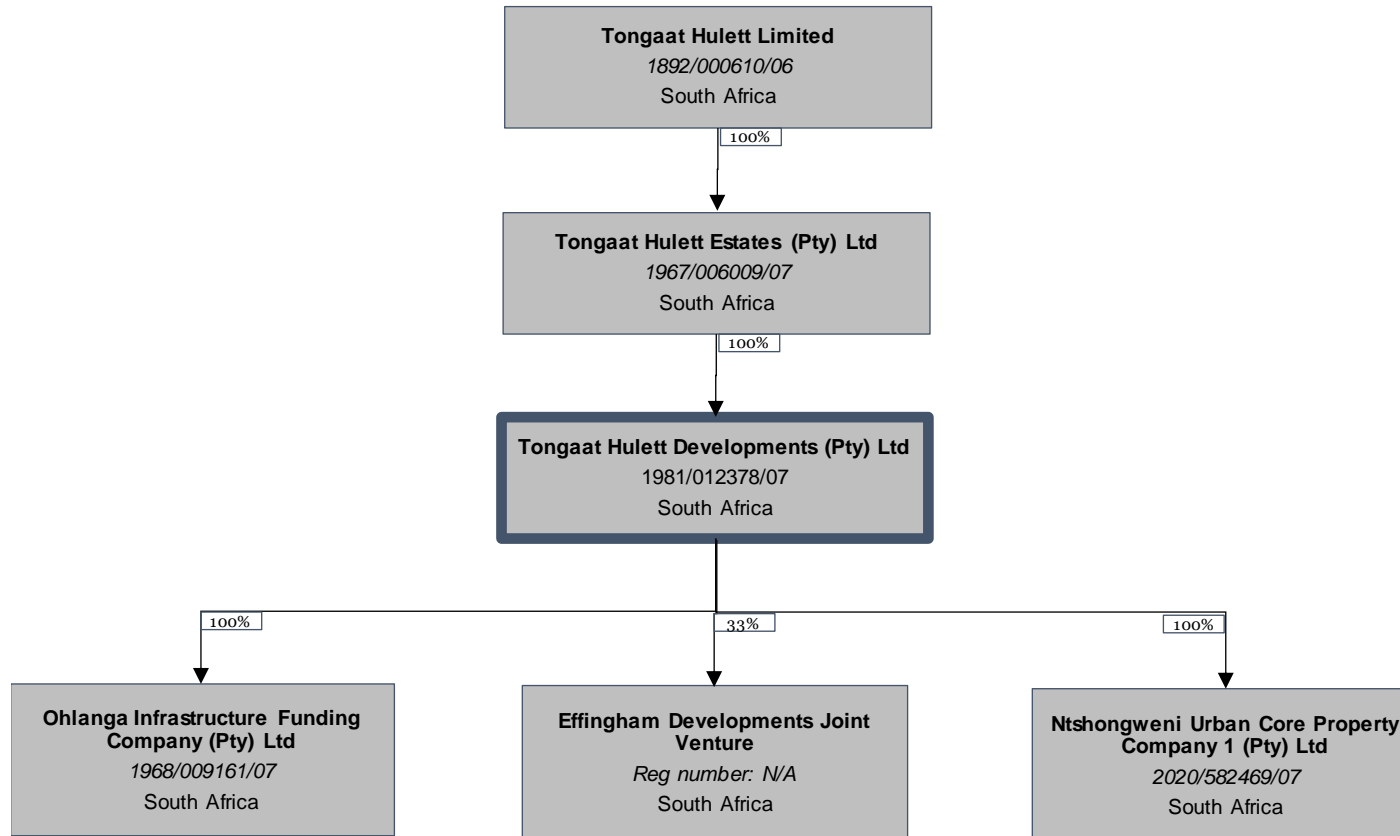 Tongaat Hulett Limited
1892/000610/06
South Africa
100%
Tongaat Hulett Estates (Pty) Ltd
1967/006009/07
South Africa
100%
Tongaat Hulett Developments (Pty) Ltd
1981/012378/07
South Africa
100%
33%
100%
Ohlanga Infrastructure Funding
Company (Pty) Ltd
1968/009161/07
South Africa
Effingham Developments Joint
Venture
Reg number: N/A
South Africa
Ntshongweni Urban Core Property
Company 1 (Pty) Ltd
2020/582469/07
South Africa